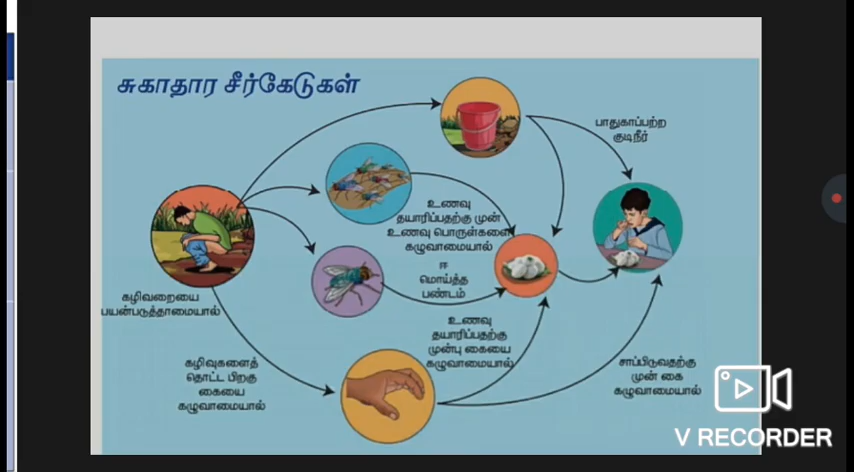 சுகாதார சீர்கேடுகள்
பாதுகாப்பற்ற
குடிநீர்
உணவு
தயாரிப்பதற்கு முன்
உணவு பொருள்களை
கழுவாமையால்
ஈ
மொய்த்த
பண்டம்
கழிவறையை
பயன்படுத்தாமையால்
உணவு
தயாரிப்பதற்கு
முன்பு கையை
கழுவாமையால்
கழிவுகளைத்
தொட்ட பிறகு
கையை
கழுவாமையால்
சாப்பிடுவதற்கு
முன் கை
கழுவாமையால்
V RECORDER